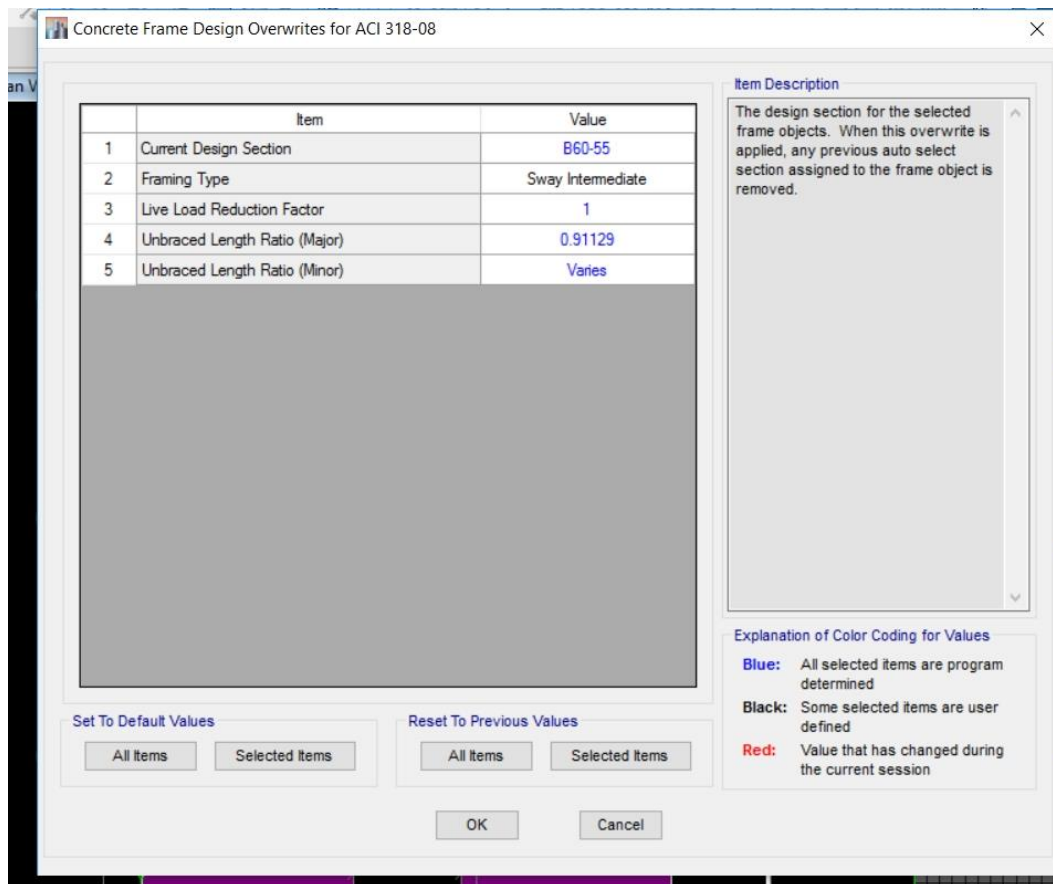 Concrete Frame Design Overwrites for ACI 318-08
an V
Item Value
1 Current Design Section B60-55
2 Framing Type Sway Intermediate
3 Live Load Reduction Factor 1
4 Unbraced Length Ratio (Major) 0.91129
5 Unbraced Length Ratio (Minor) Varies
Item Description
The design section for the selected
frame objects. When this overwrite is
applied, any previous auto select
section assigned to the frame object is
removed.
Explanation of Color Coding for Values
Blue: All selected items are program
determined
Black: Some selected items are user
defined
Red: Value that has changed during
the current session
Set To Default Values
All Items Selected Items
Reset To Previous Values
All Items Selected Items
OK Cancel